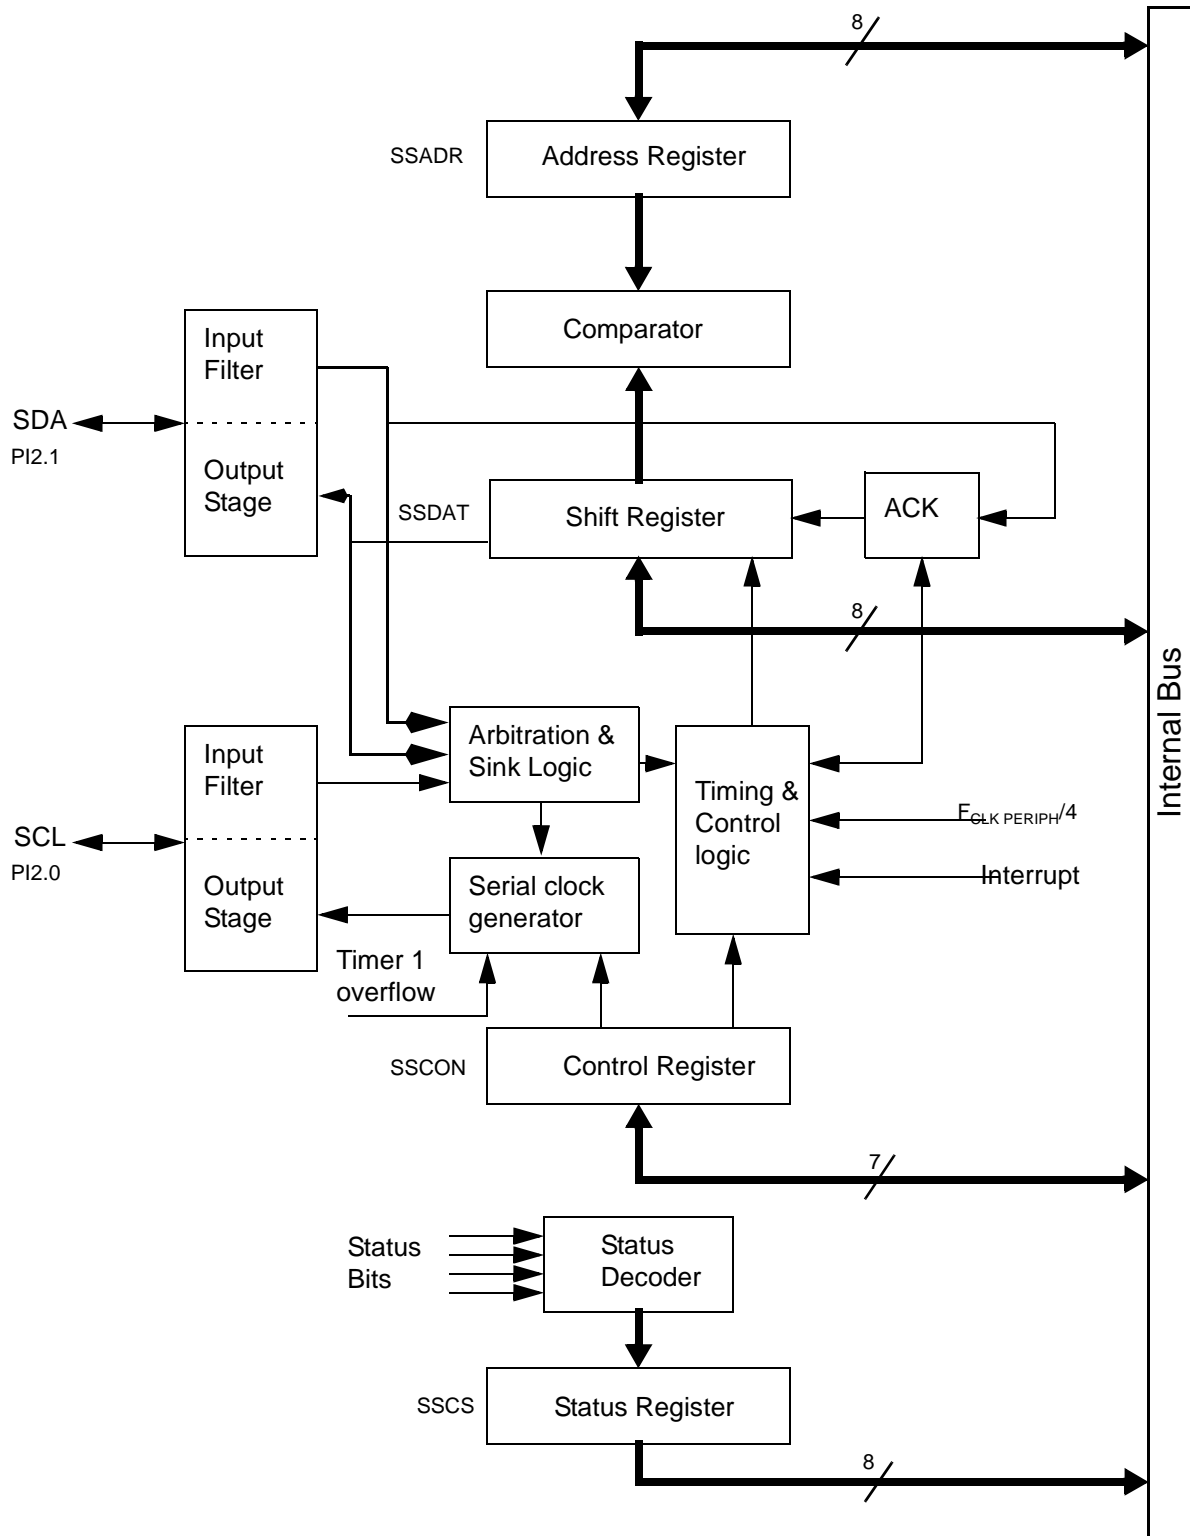 8
SSADR
Address Register
Comparator
Input
Filter
SDA
PI2.1
Output
Stage
SSDAT
Shift Register
ACK
8
Internal Bus
Arbitration &
Sink Logic
Input
Filter
Timing &
Control
logic
FCLK PERIPH/4
SCL
PI2.0
Interrupt
Output
Stage
Serial clock
generator
Timer 1
overflow
SSCON
Control Register
7
Status
Bits
Status
Decoder
SSCS
Status Register
8